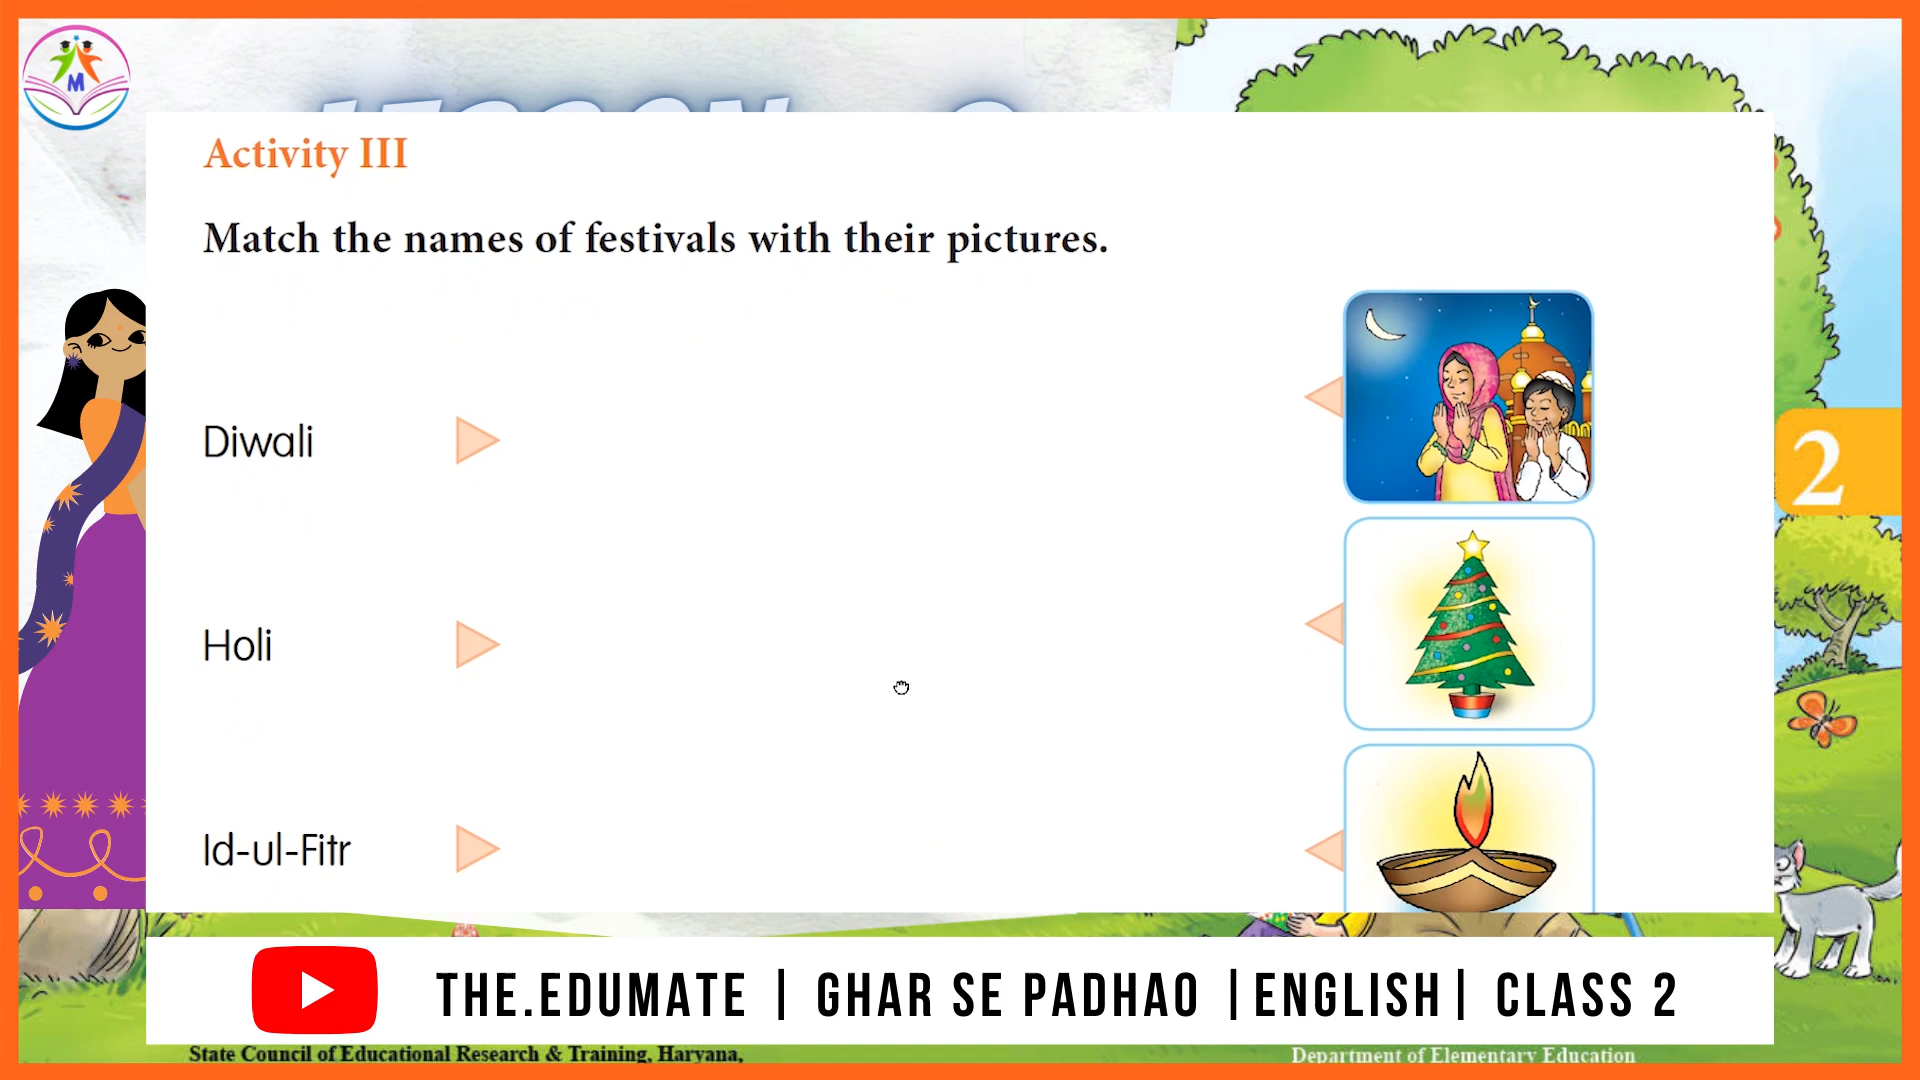 M
Activity III
Match the names of festivals with their pictures.
Diwali
Holi
Id-ul-Fitr
2
THE.EDUMATE | GHAR SE PADHAO |ENGLISH| CLASS 2
State Council of Educational Research & Training, Haryana,
Department of Elementary Education